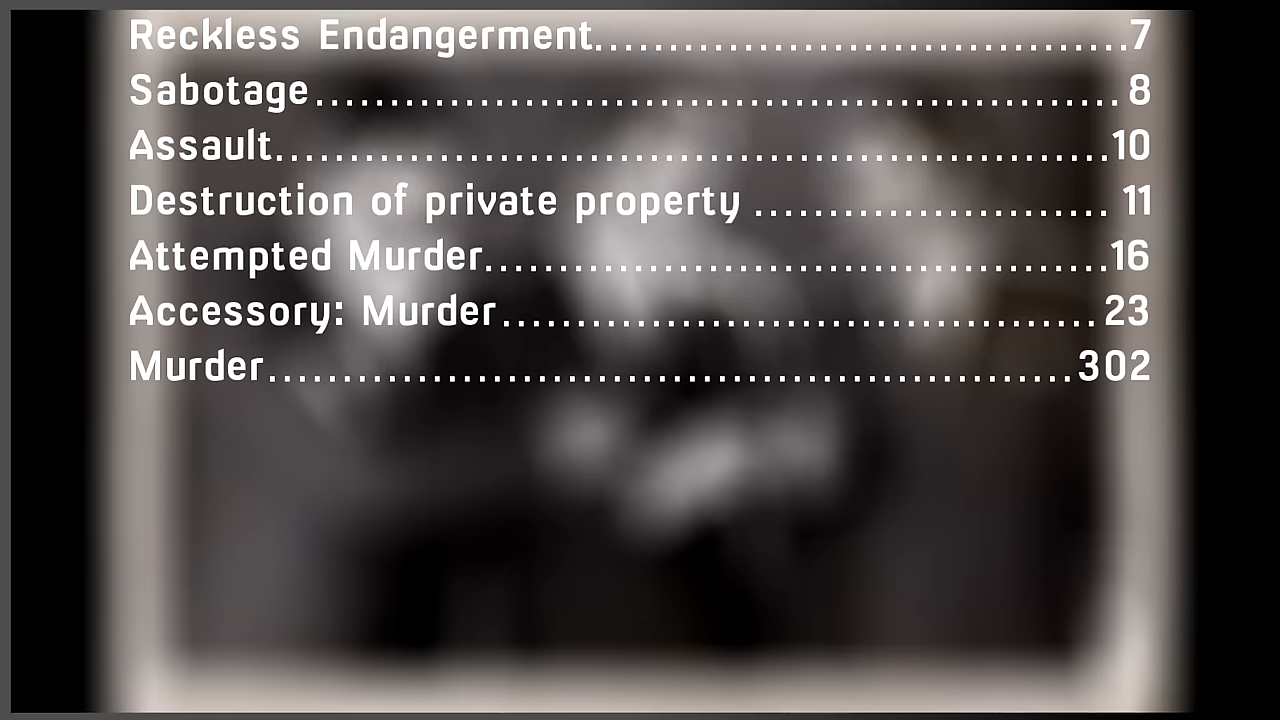 Reckless Endangerment.......................................7
Sabotage............................................................ 8
Assault...............................................................10
Destruction of private property ........................... 11
Attempted Murder...............................................16
Accessory: Murder.............................................23
Murder..............................................................302